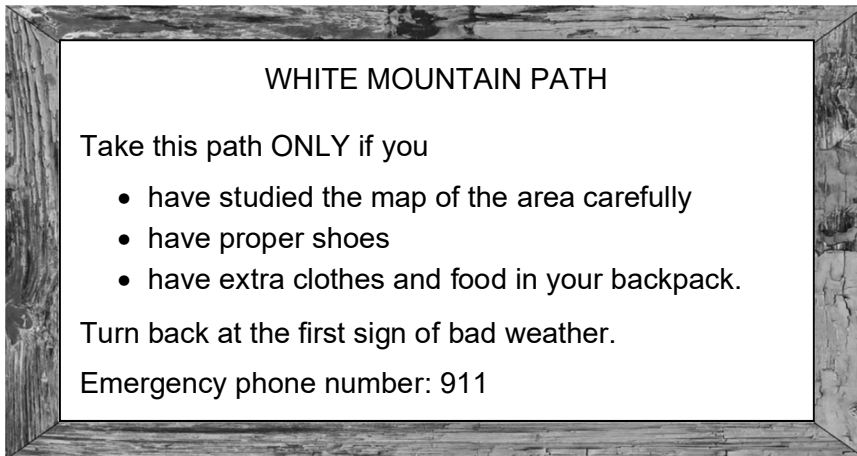 WHITE MOUNTAIN PATH
Take this path ONLY if you
• have studied the map of the area carefully
• have proper shoes
• have extra clothes and food in your backpack.
Turn back at the first sign of bad weather.
Emergency phone number: 911